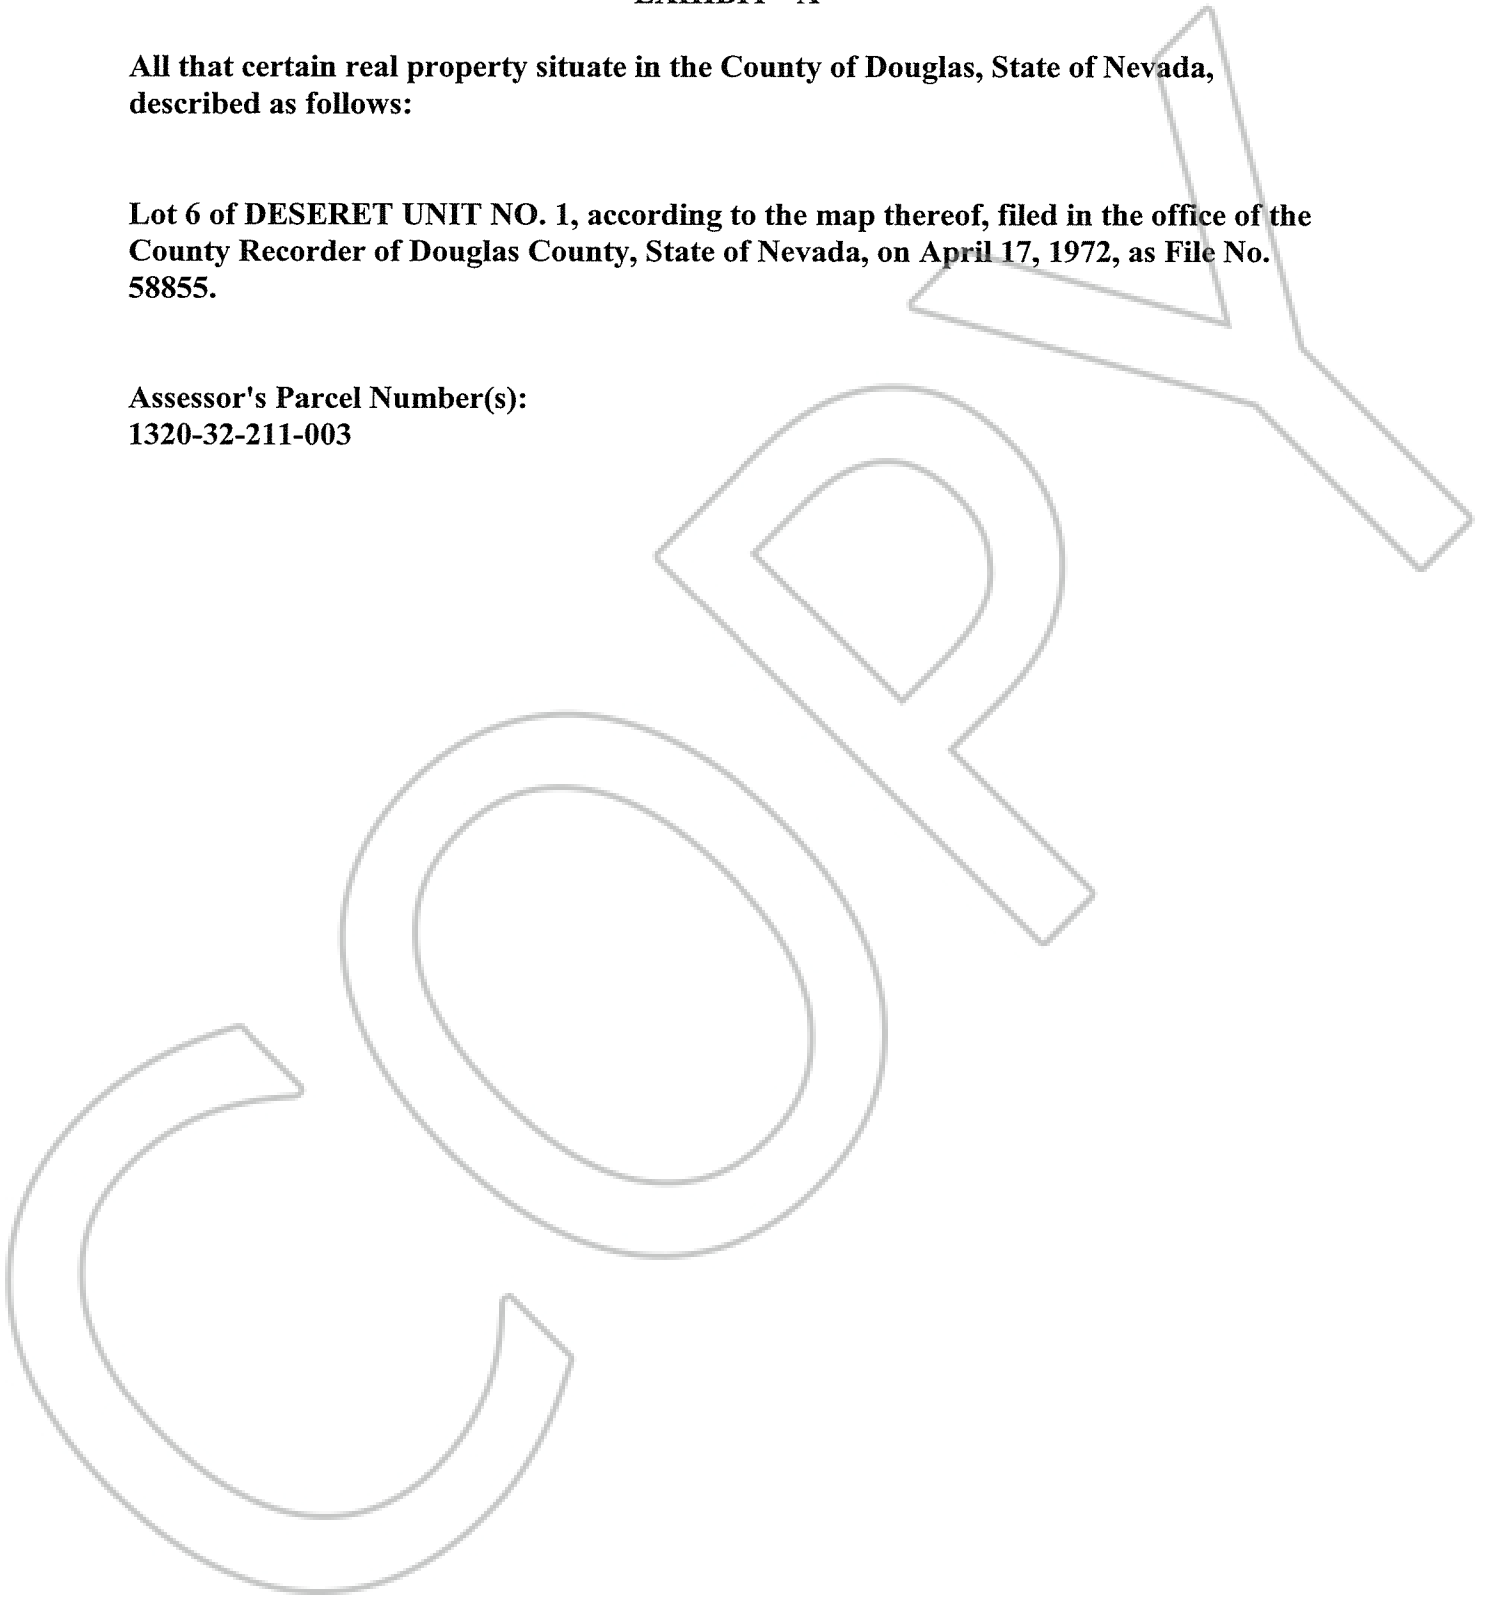 EXHIBIT "A"
All that certain real property situate in the County of Douglas, State of Nevada,
described as follows:
Lot 6 of DESERET UNIT NO. 1, according to the map thereof, filed in the office of the
County Recorder of Douglas County, State of Nevada, on April 17, 1972, as File No.
58855.
Assessor's Parcel Number(s):
1320-32-211-003
COPY